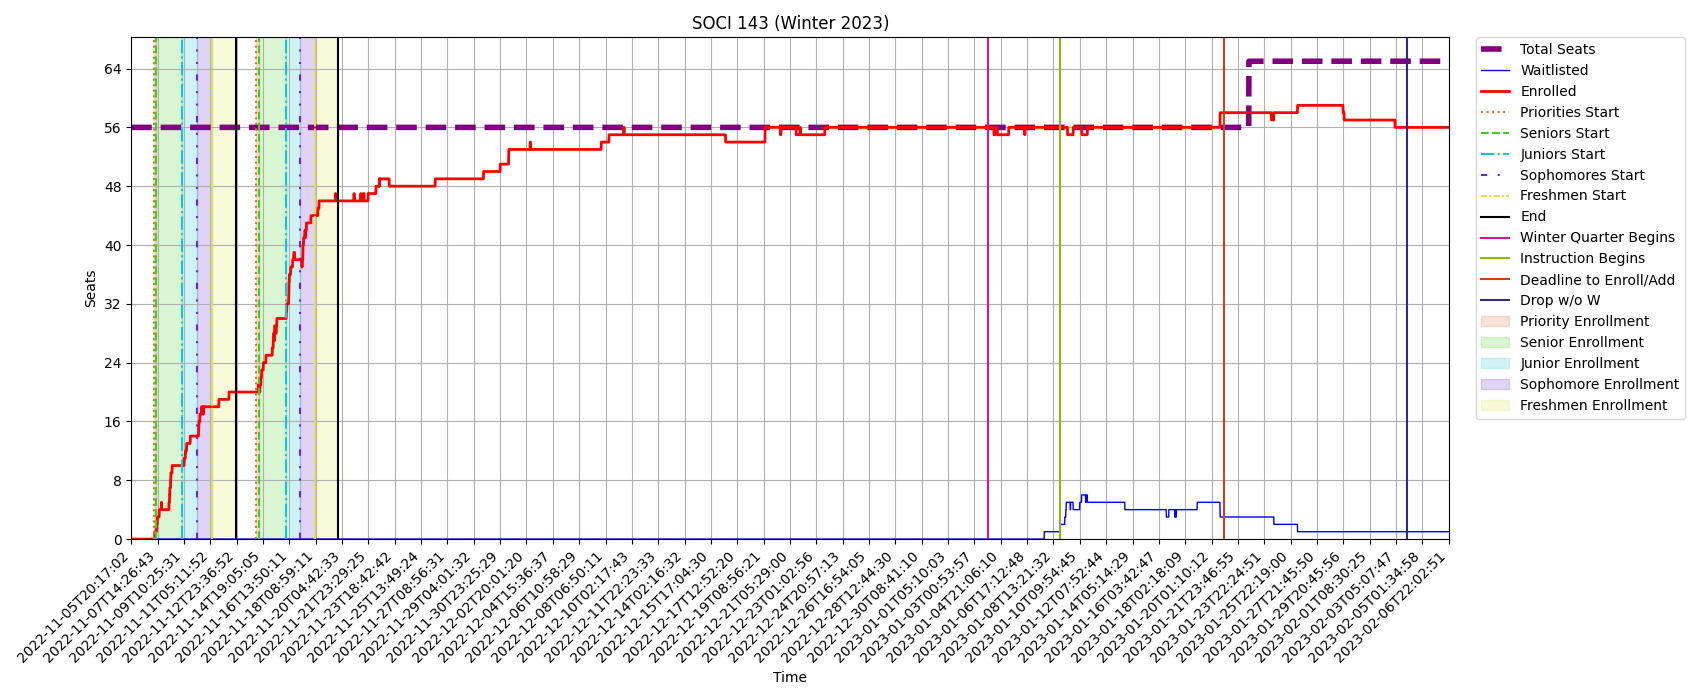 SOCI 143 (Winter 2023)
Seats
64
56
48
40
32
24
16
8
0
2022-11-05T20:17:02
2022-11-07T14:26:43
2022-11-09T10:25:31
2022-11-11T05:11:52
2022-11-12T23:36:52
2022-11-14T19:05:05
2022-11-16T13:50:11
2022-11-18T08:59:11
2022-11-20T04:42:33
2022-11-21T23:29:25
2022-11-23T18:42:42
2022-11-25T13:49:24
2022-11-27T08:56:31
2022-11-29T04:01:32
2022-11-30T23:25:29
2022-12-02T20:01:20
2022-12-04T15:36:37
2022-12-06T10:58:29
2022-12-08T06:50:11
2022-12-10T02:17:43
2022-12-11T22:23:33
2022-12-14T02:16:32
2022-12-15T17:04:30
2022-12-17T12:52:20
2022-12-19T08:56:21
2022-12-21T05:29:00
2022-12-23T01:02:56
2022-12-24T20:57:13
2022-12-26T16:54:05
2022-12-28T12:44:30
2022-12-30T08:41:10
2023-01-01T05:10:03
2023-01-03T00:53:57
2023-01-04T21:06:10
2023-01-06T17:12:48
2023-01-08T13:21:32
2023-01-10T09:54:45
2023-01-12T07:52:44
2023-01-14T05:14:29
2023-01-16T03:42:47
2023-01-18T02:18:09
2023-01-20T01:10:12
2023-01-21T23:46:55
2023-01-23T22:24:51
2023-01-25T22:19:00
2023-01-27T21:45:50
2023-01-29T20:45:56
2023-02-01T08:30:25
2023-02-03T05:07:47
2023-02-05T01:34:58
2023-02-06T22:02:51
Time
Total Seats
Waitlisted
Enrolled
Priorities Start
Seniors Start
Juniors Start
Sophomores Start
Freshmen Start
End
Winter Quarter Begins
Instruction Begins
Deadline to Enroll/Add
Drop w/o W
Priority Enrollment
Senior Enrollment
Junior Enrollment
Sophomore Enrollment
Freshmen Enrollment